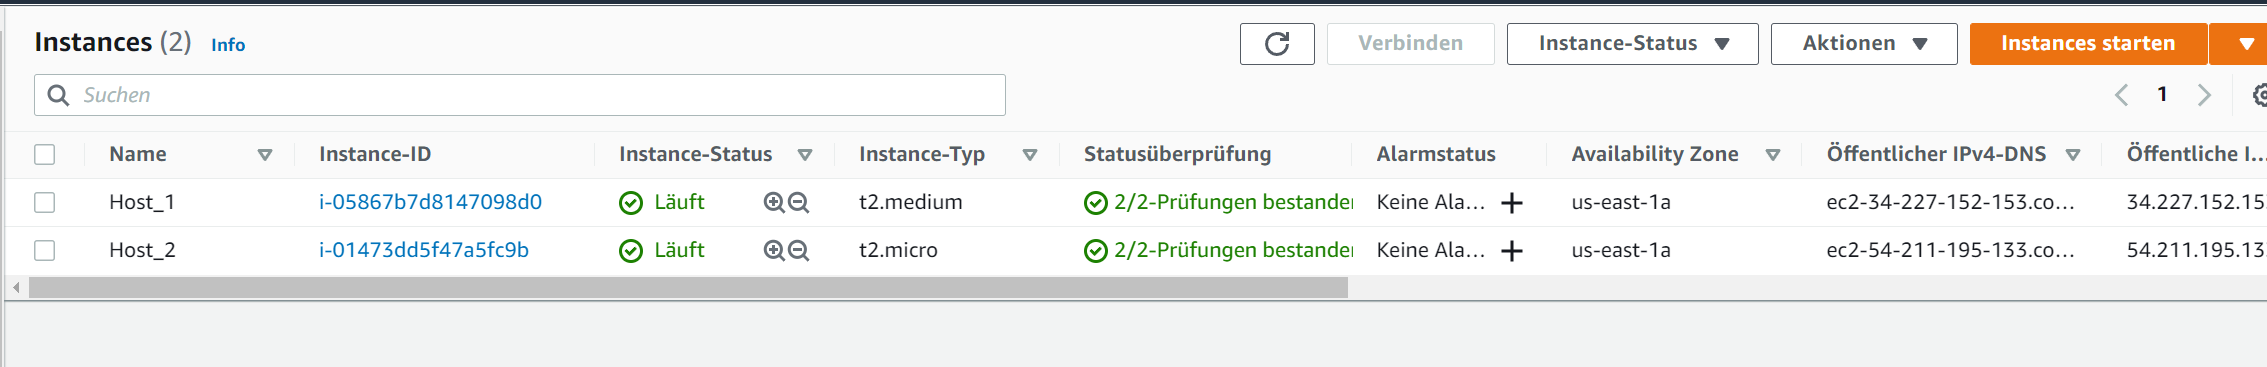 Instances (2) Info Verbinden Instance-Status Aktionen Instances starten
Suchen 1
Name Instance-ID Instance-Status Instance-Typ Statusüberprüfung Alarmstatus Availability Zone Öffentlicher IPv4-DNS Öffentliche I...
Host_1 i-05867b7d8147098d0 Läuft t2.medium 2/2-Prüfungen bestanden Keine Ala... us-east-1a ec2-34-227-152-153.co... 34.227.152.15
Host_2 i-01473dd5f47a5fc9b Läuft t2.micro 2/2-Prüfungen bestanden Keine Ala... us-east-1a ec2-54-211-195-133.co... 54.211.195.13